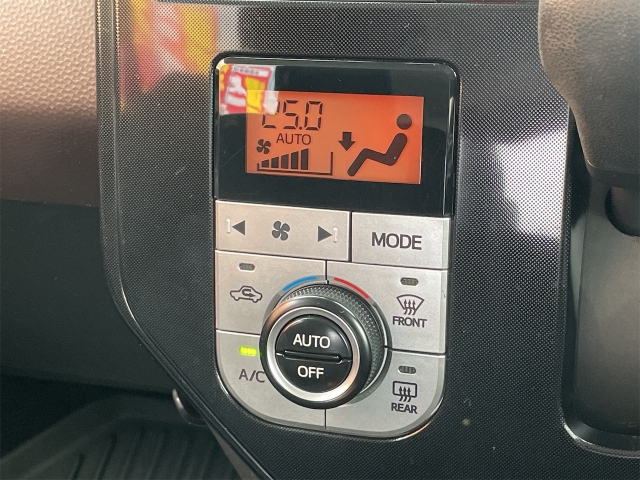 25.0
AUTO
MODE
FRONT
AUTO
OFF
A/C
REAR